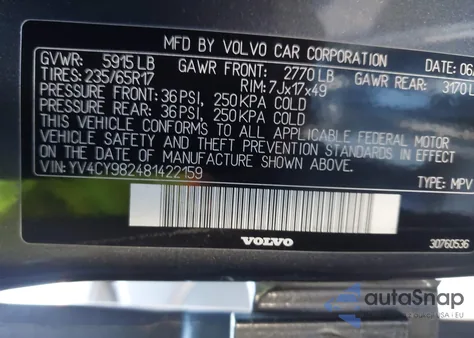 MFD BY VOLVO CAR CORPORATION DATE: 06
GVWR: 5915 LB GAWR FRONT: 2770 LB GAWR REAR: 3170 L
TIRES: 235/65R17 RIM: 7Jx17x49
PRESSURE FRONT: 36 PSI, 250 KPA COLD
PRESSURE REAR: 36 PSI, 250 KPA COLD
THIS VEHICLE CONFORMS TO ALL APPLICABLE FEDERAL MOTOR
VEHICLE SAFETY AND THEFT PREVENTION STANDARDS IN EFFECT
ON THE DATE OF MANUFACTURE SHOWN ABOVE.
VIN: YV4CY982481422159 TYPE: MPV
VOLVO 30760536
autoSnap